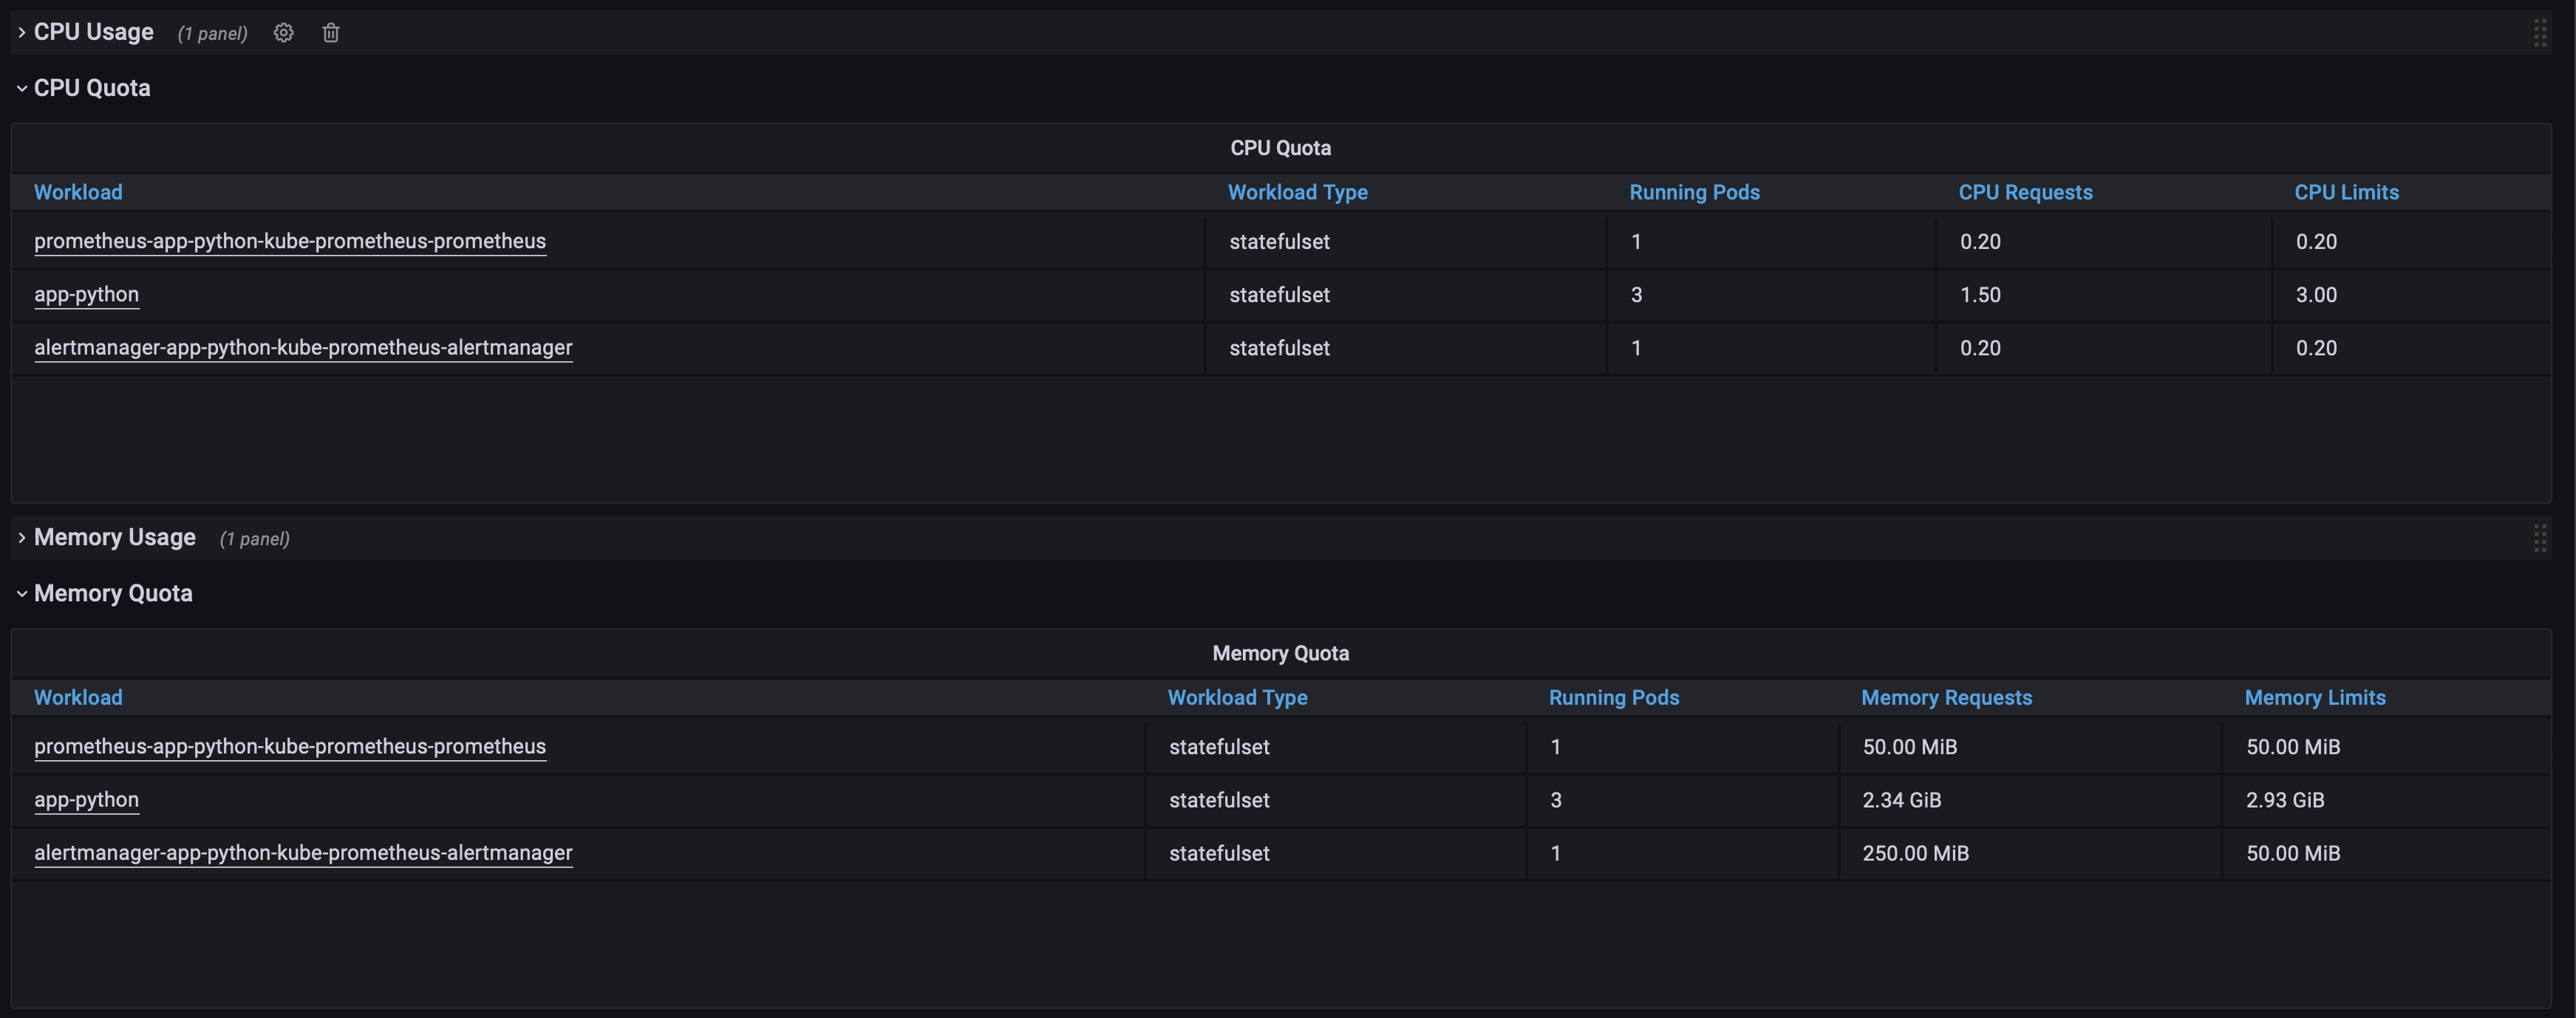 CPU Usage (1 panel)
CPU Quota
CPU Quota
Workload Workload Type Running Pods CPU Requests CPU Limits
prometheus-app-python-kube-prometheus-prometheus statefulset 1 0.20 0.20
app-python statefulset 3 1.50 3.00
alertmanager-app-python-kube-prometheus-alertmanager statefulset 1 0.20 0.20
Memory Usage (1 panel)
Memory Quota
Memory Quota
Workload Workload Type Running Pods Memory Requests Memory Limits
prometheus-app-python-kube-prometheus-prometheus statefulset 1 50.00 MiB 50.00 MiB
app-python statefulset 3 2.34 GiB 2.93 GiB
alertmanager-app-python-kube-prometheus-alertmanager statefulset 1 250.00 MiB 50.00 MiB